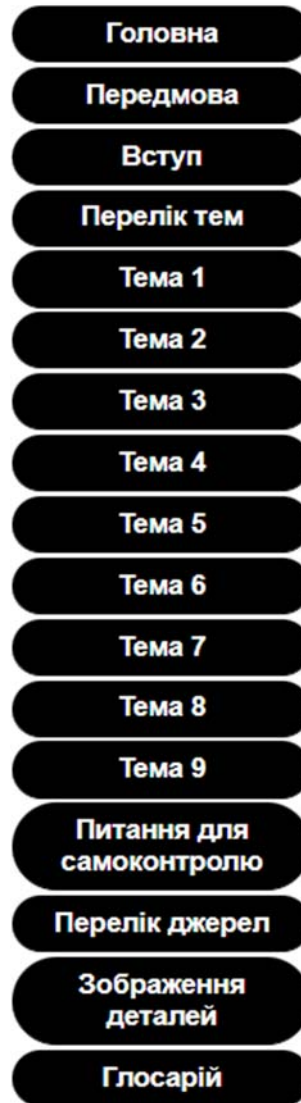 Головна
Передмова
Вступ
Перелік тем
Тема 1
Тема 2
Тема 3
Тема 4
Тема 5
Тема 6
Тема 7
Тема 8
Тема 9
Питання для
самоконтролю
Перелік джерел
Зображення
деталей
Глосарій